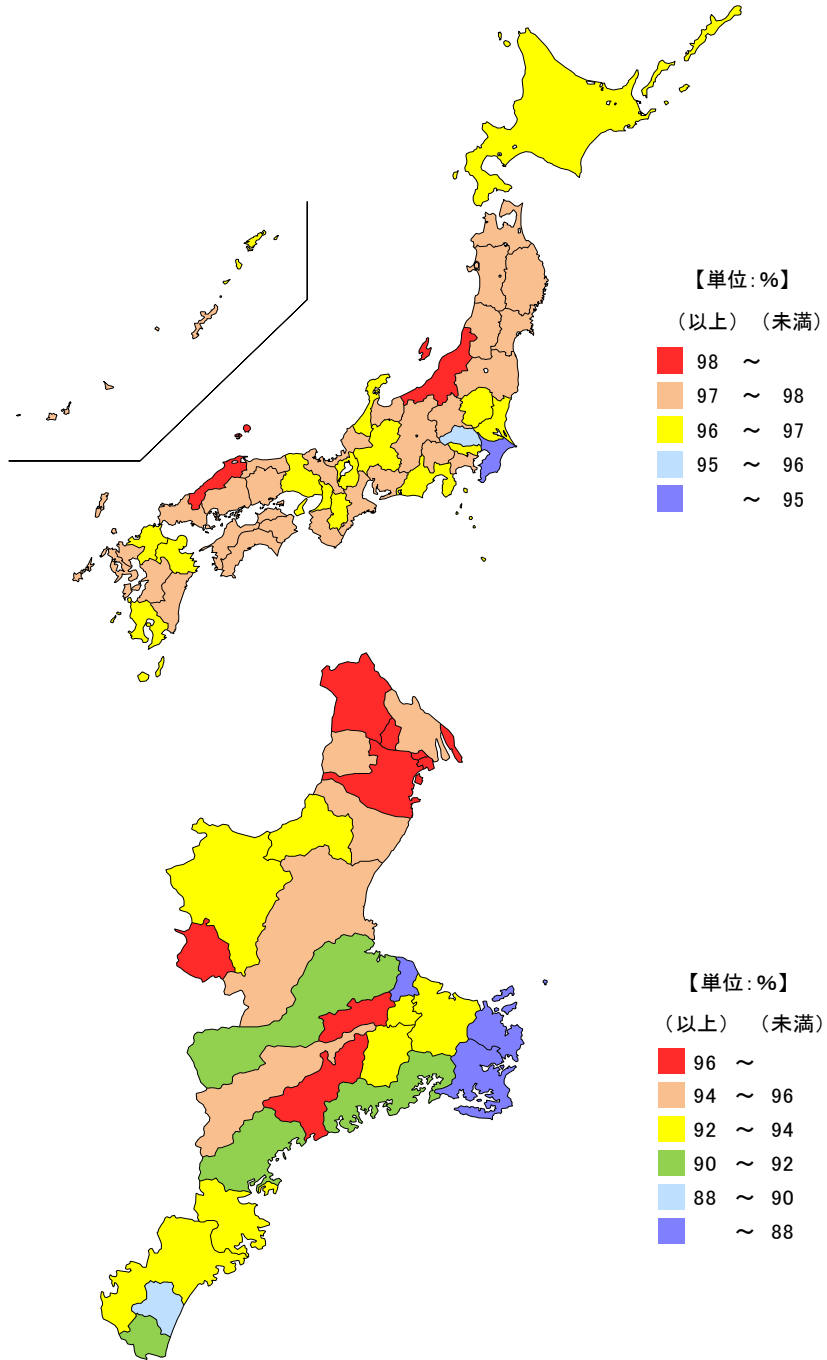 【単位:%】
（以上） （未満）
98 ～
97 ～ 98
96 ～ 97
95 ～ 96
～ 95
【単位:%】
（以上） （未満）
96 ～
94 ～ 96
92 ～ 94
90 ～ 92
88 ～ 90
～ 88